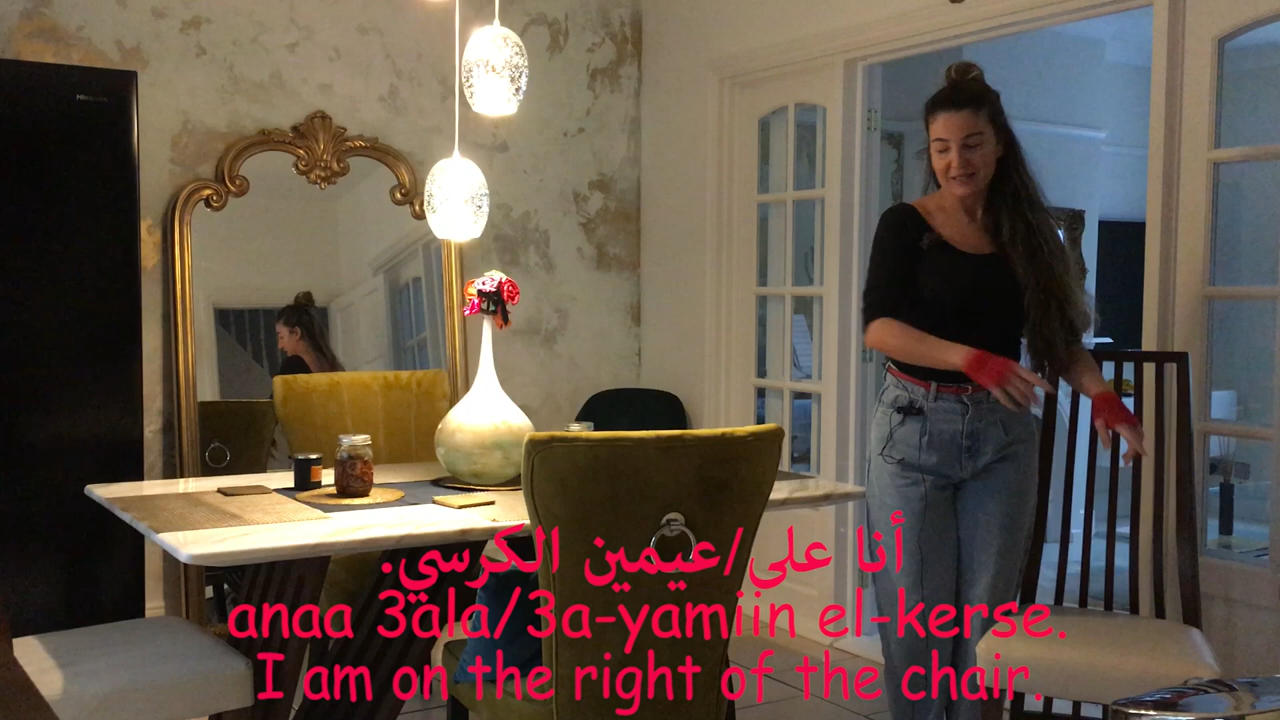 أنا على/عيمين الكرسي.
anaa 3ala/3a-yamiin el-kerse.
I am on the right of the chair.